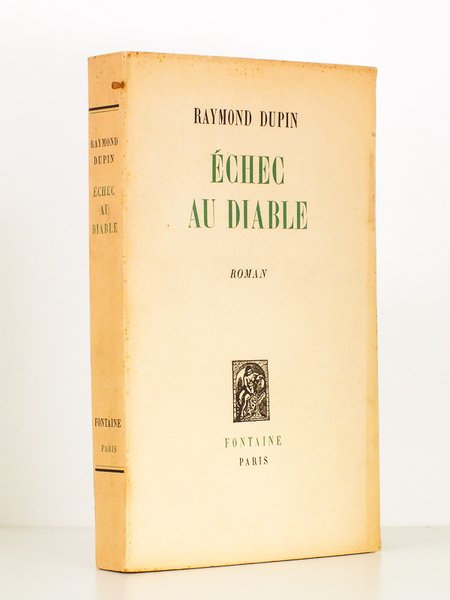 RAYMOND
DUPIN
ÉCHEC
AU
DIABLE
FONTAINE
PARIS
RAYMOND DUPIN
ÉCHEC
AU DIABLE
ROMAN
FONTAINE
PARIS